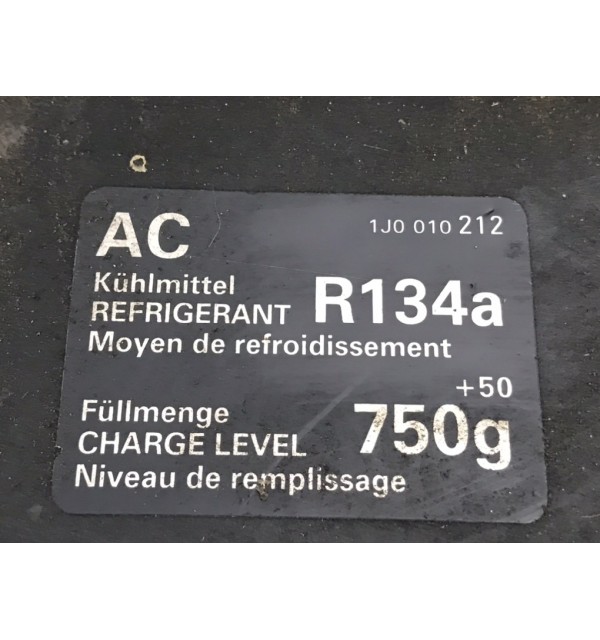 AC 1J0 010 212
Kühlmittel
REFRIGERANT R134a
Moyen de refroidissement
+50
Füllmenge
CHARGE LEVEL 750g
Niveau de remplissage